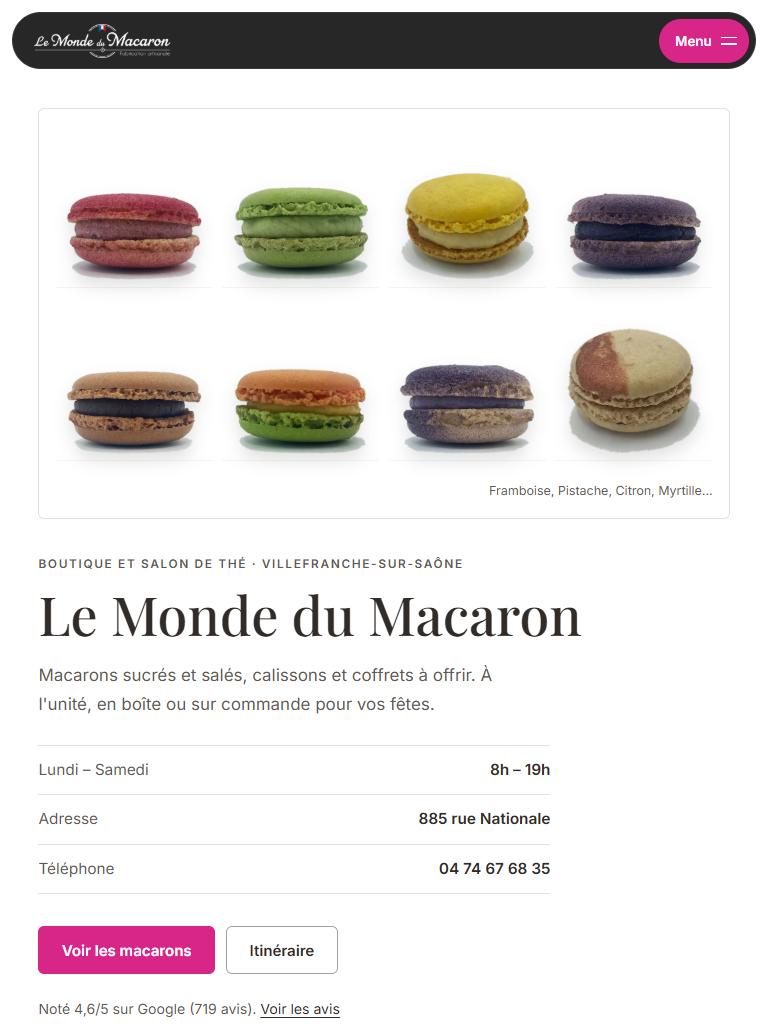 Le Monde du Macaron
Fabrication artisanale
Menu
Framboise, Pistache, Citron, Myrtille...
BOUTIQUE ET SALON DE THÉ · VILLEFRANCHE-SUR-SAÔNE
Le Monde du Macaron
Macarons sucrés et salés, calissons et coffrets à offrir. À
l'unité, en boîte ou sur commande pour vos fêtes.
Lundi – Samedi 8h – 19h
Adresse 885 rue Nationale
Téléphone 04 74 67 68 35
Voir les macarons Itinéraire
Noté 4,6/5 sur Google (719 avis). Voir les avis